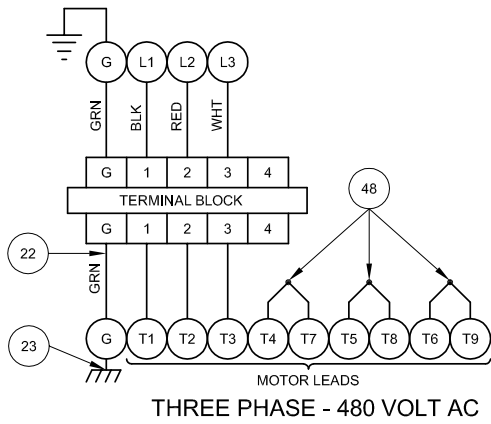 G L1 L2 L3
GRN BLK RED WHT
G 1 2 3 4
TERMINAL BLOCK
G 1 2 3 4
48
22
GRN
23
G T1 T2 T3 T4 T7 T5 T8 T6 T9
MOTOR LEADS
THREE PHASE - 480 VOLT AC